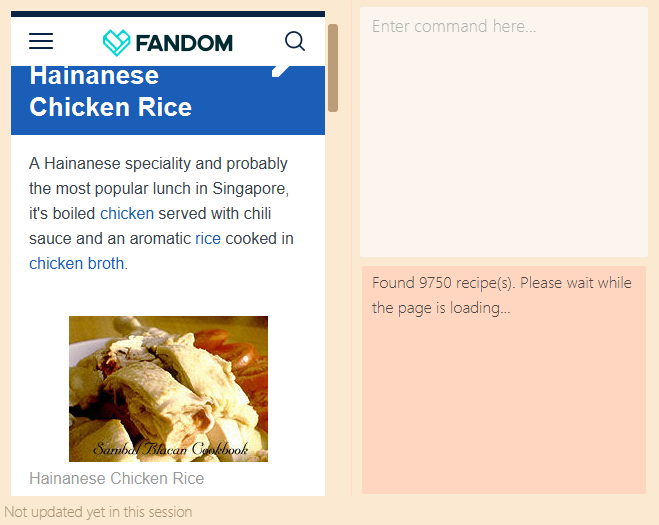 FANDOM
Hainanese
Chicken Rice
A Hainanese speciality and probably
the most popular lunch in Singapore,
it's boiled chicken served with chili
sauce and an aromatic rice cooked in
chicken broth.
Sambal Blacan Cookbook
Hainanese Chicken Rice
Enter command here...
Found 9750 recipe(s). Please wait while
the page is loading...
Not updated yet in this session